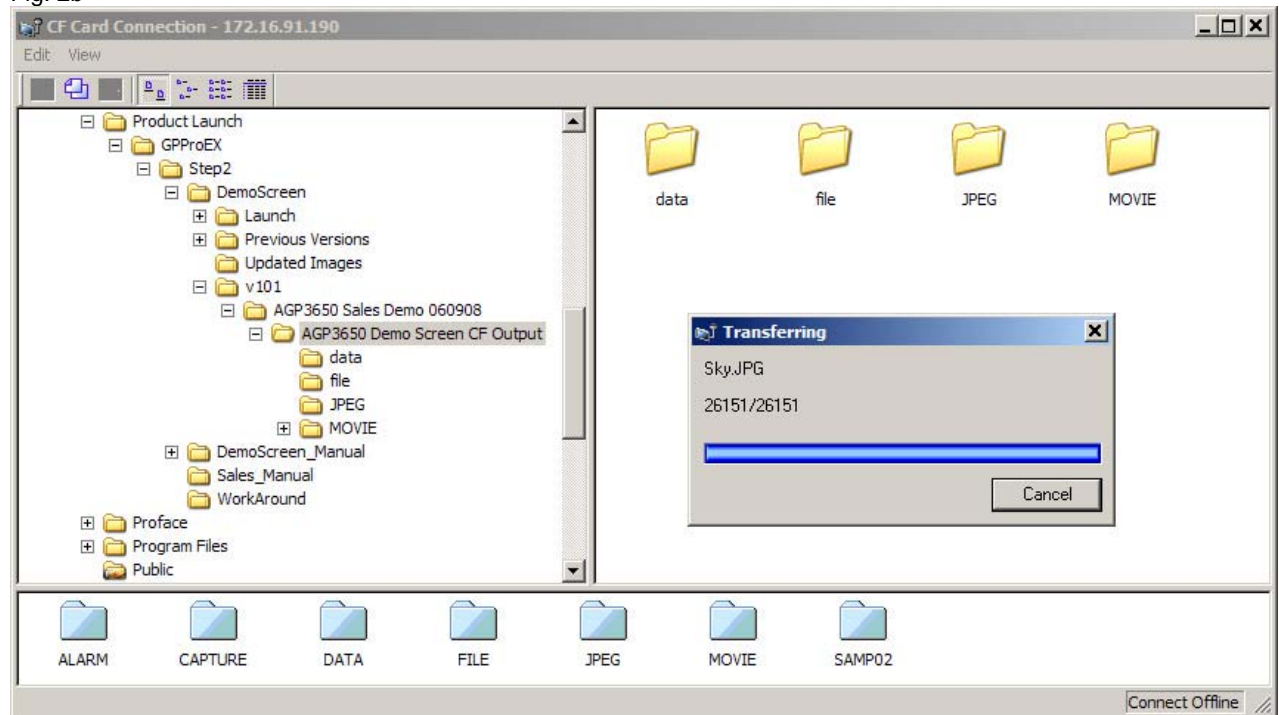 CF Card Connection - 172.16.91.190
Edit View
Product Launch
GPProEX
Step2
DemoScreen
Launch
Previous Versions
Updated Images
v101
AGP3650 Sales Demo 060908
AGP3650 Demo Screen CF Output
data
file
JPEG
MOVIE
DemoScreen_Manual
Sales_Manual
WorkAround
Proface
Program Files
Public
data file JPEG MOVIE
Transferring
Sky.JPG
26151/26151
Cancel
ALARM CAPTURE DATA FILE JPEG MOVIE SAMP02
Connect Offline